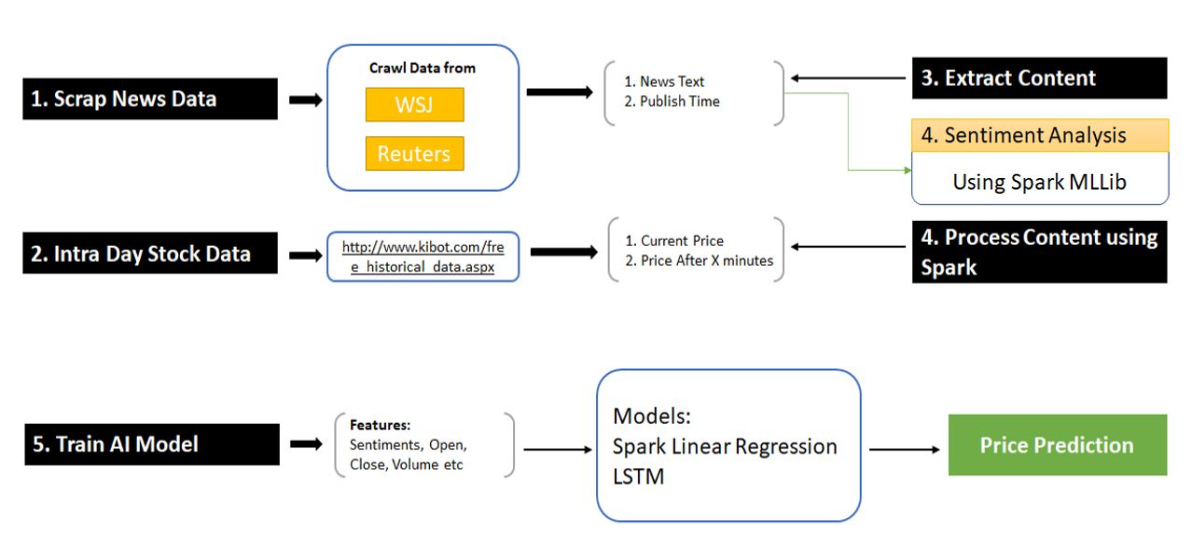 1. Scrap News Data
Crawl Data from
WSJ
Reuters
1. News Text
2. Publish Time
3. Extract Content
4. Sentiment Analysis
Using Spark MLLib
2. Intra Day Stock Data
http://www.kibot.com/fre
e_historical_data.aspx
1. Current Price
2. Price After X minutes
4. Process Content using
Spark
5. Train AI Model
Features:
Sentiments, Open,
Close, Volume etc
Models:
Spark Linear Regression
LSTM
Price Prediction